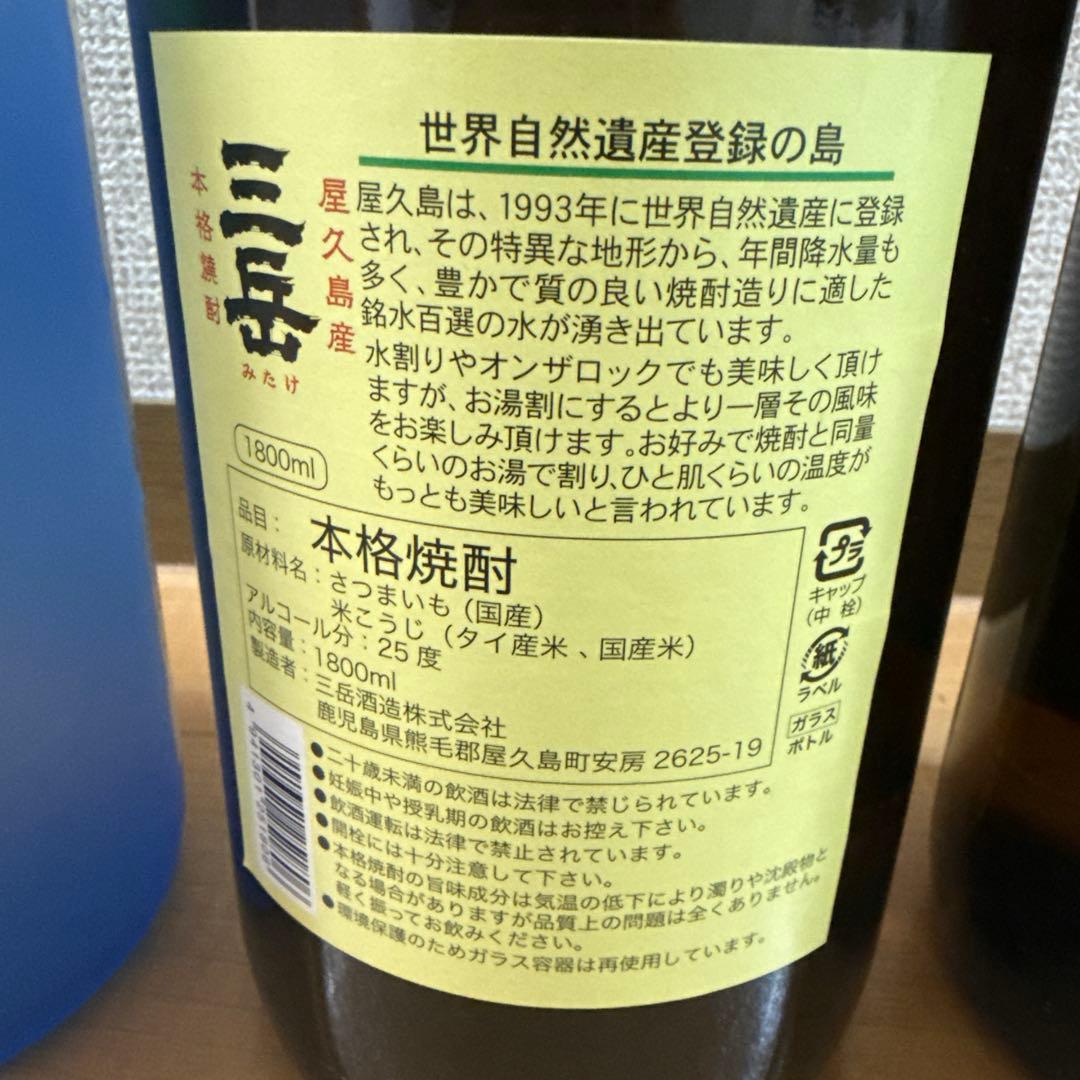 世界自然遺産登録の島
屋久島は、1993年に世界自然遺産に登録
され、その特異な地形から、年間降水量も
多く、豊かで質の良い焼酎造りに適した
銘水百選の水が湧き出ています。
水割りやオンザロックでも美味しく頂け
ますが、お湯割にするとより一層その風味
をお楽しみ頂けます。お好みで焼酎と同量
くらいのお湯で割り、ひと肌くらいの温度が
もっとも美味しいと言われています。
屋久島産
三岳
みたけ
本格焼酎
1800ml
品目：本格焼酎
原材料名：さつまいも（国産）
米こうじ（タイ産米、国産米）
アルコール分：25度
内容量：1800ml
製造者：三岳酒造株式会社
鹿児島県熊毛郡屋久島町安房2625-19
プラ
キャップ
（中栓）
紙
ラベル
ガラス
ボトル
●二十歳未満の飲酒は法律で禁じられています。
●妊娠中や授乳期の飲酒はお控え下さい。
●飲酒運転は法律で禁止されています。
●開栓には十分注意して下さい。
●本格焼酎の旨味成分は気温の低下により濁りや沈殿物と
なる場合がありますが品質上の問題は全くありません。
軽く振ってお飲みください。
●環境保護のためガラス容器は再使用しています。